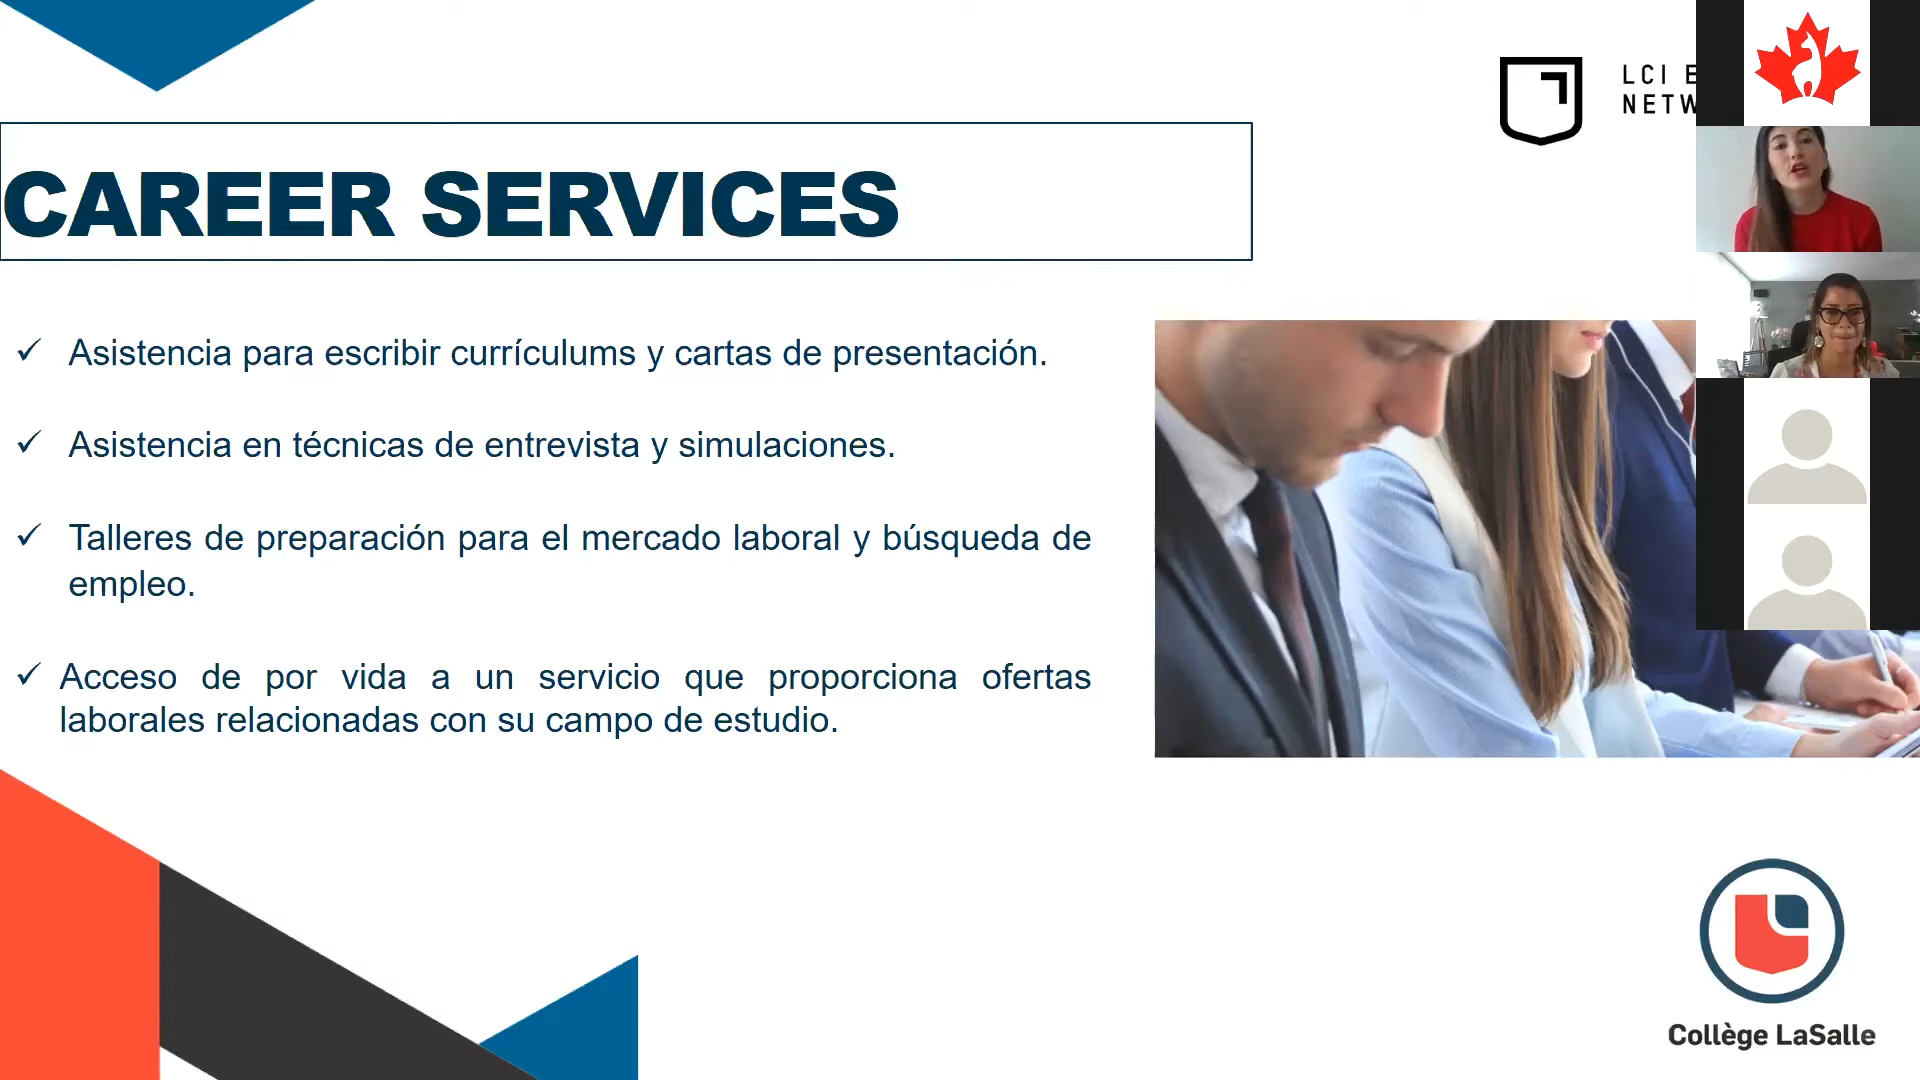 LCI
NETW
CAREER SERVICES
Asistencia para escribir currículums y cartas de presentación.
Asistencia en técnicas de entrevista y simulaciones.
Talleres de preparación para el mercado laboral y búsqueda de
empleo.
Acceso de por vida a un servicio que proporciona ofertas
laborales relacionadas con su campo de estudio.
Collège LaSalle